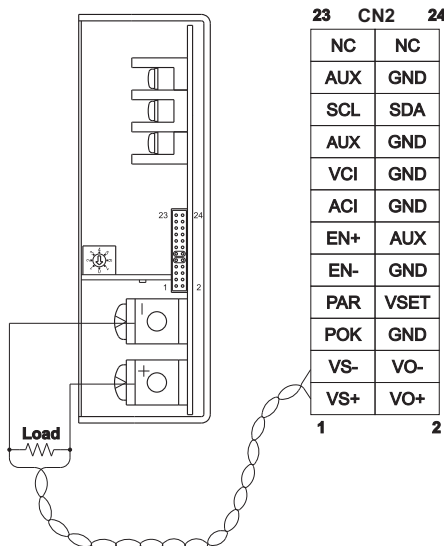 23 CN2 24
NC NC
AUX GND
SCL SDA
AUX GND
VCI GND
ACI GND
EN+ AUX
EN- GND
PAR VSET
POK GND
VS- VO-
VS+ VO+
1 2
23 24
1 2
-
+
Load